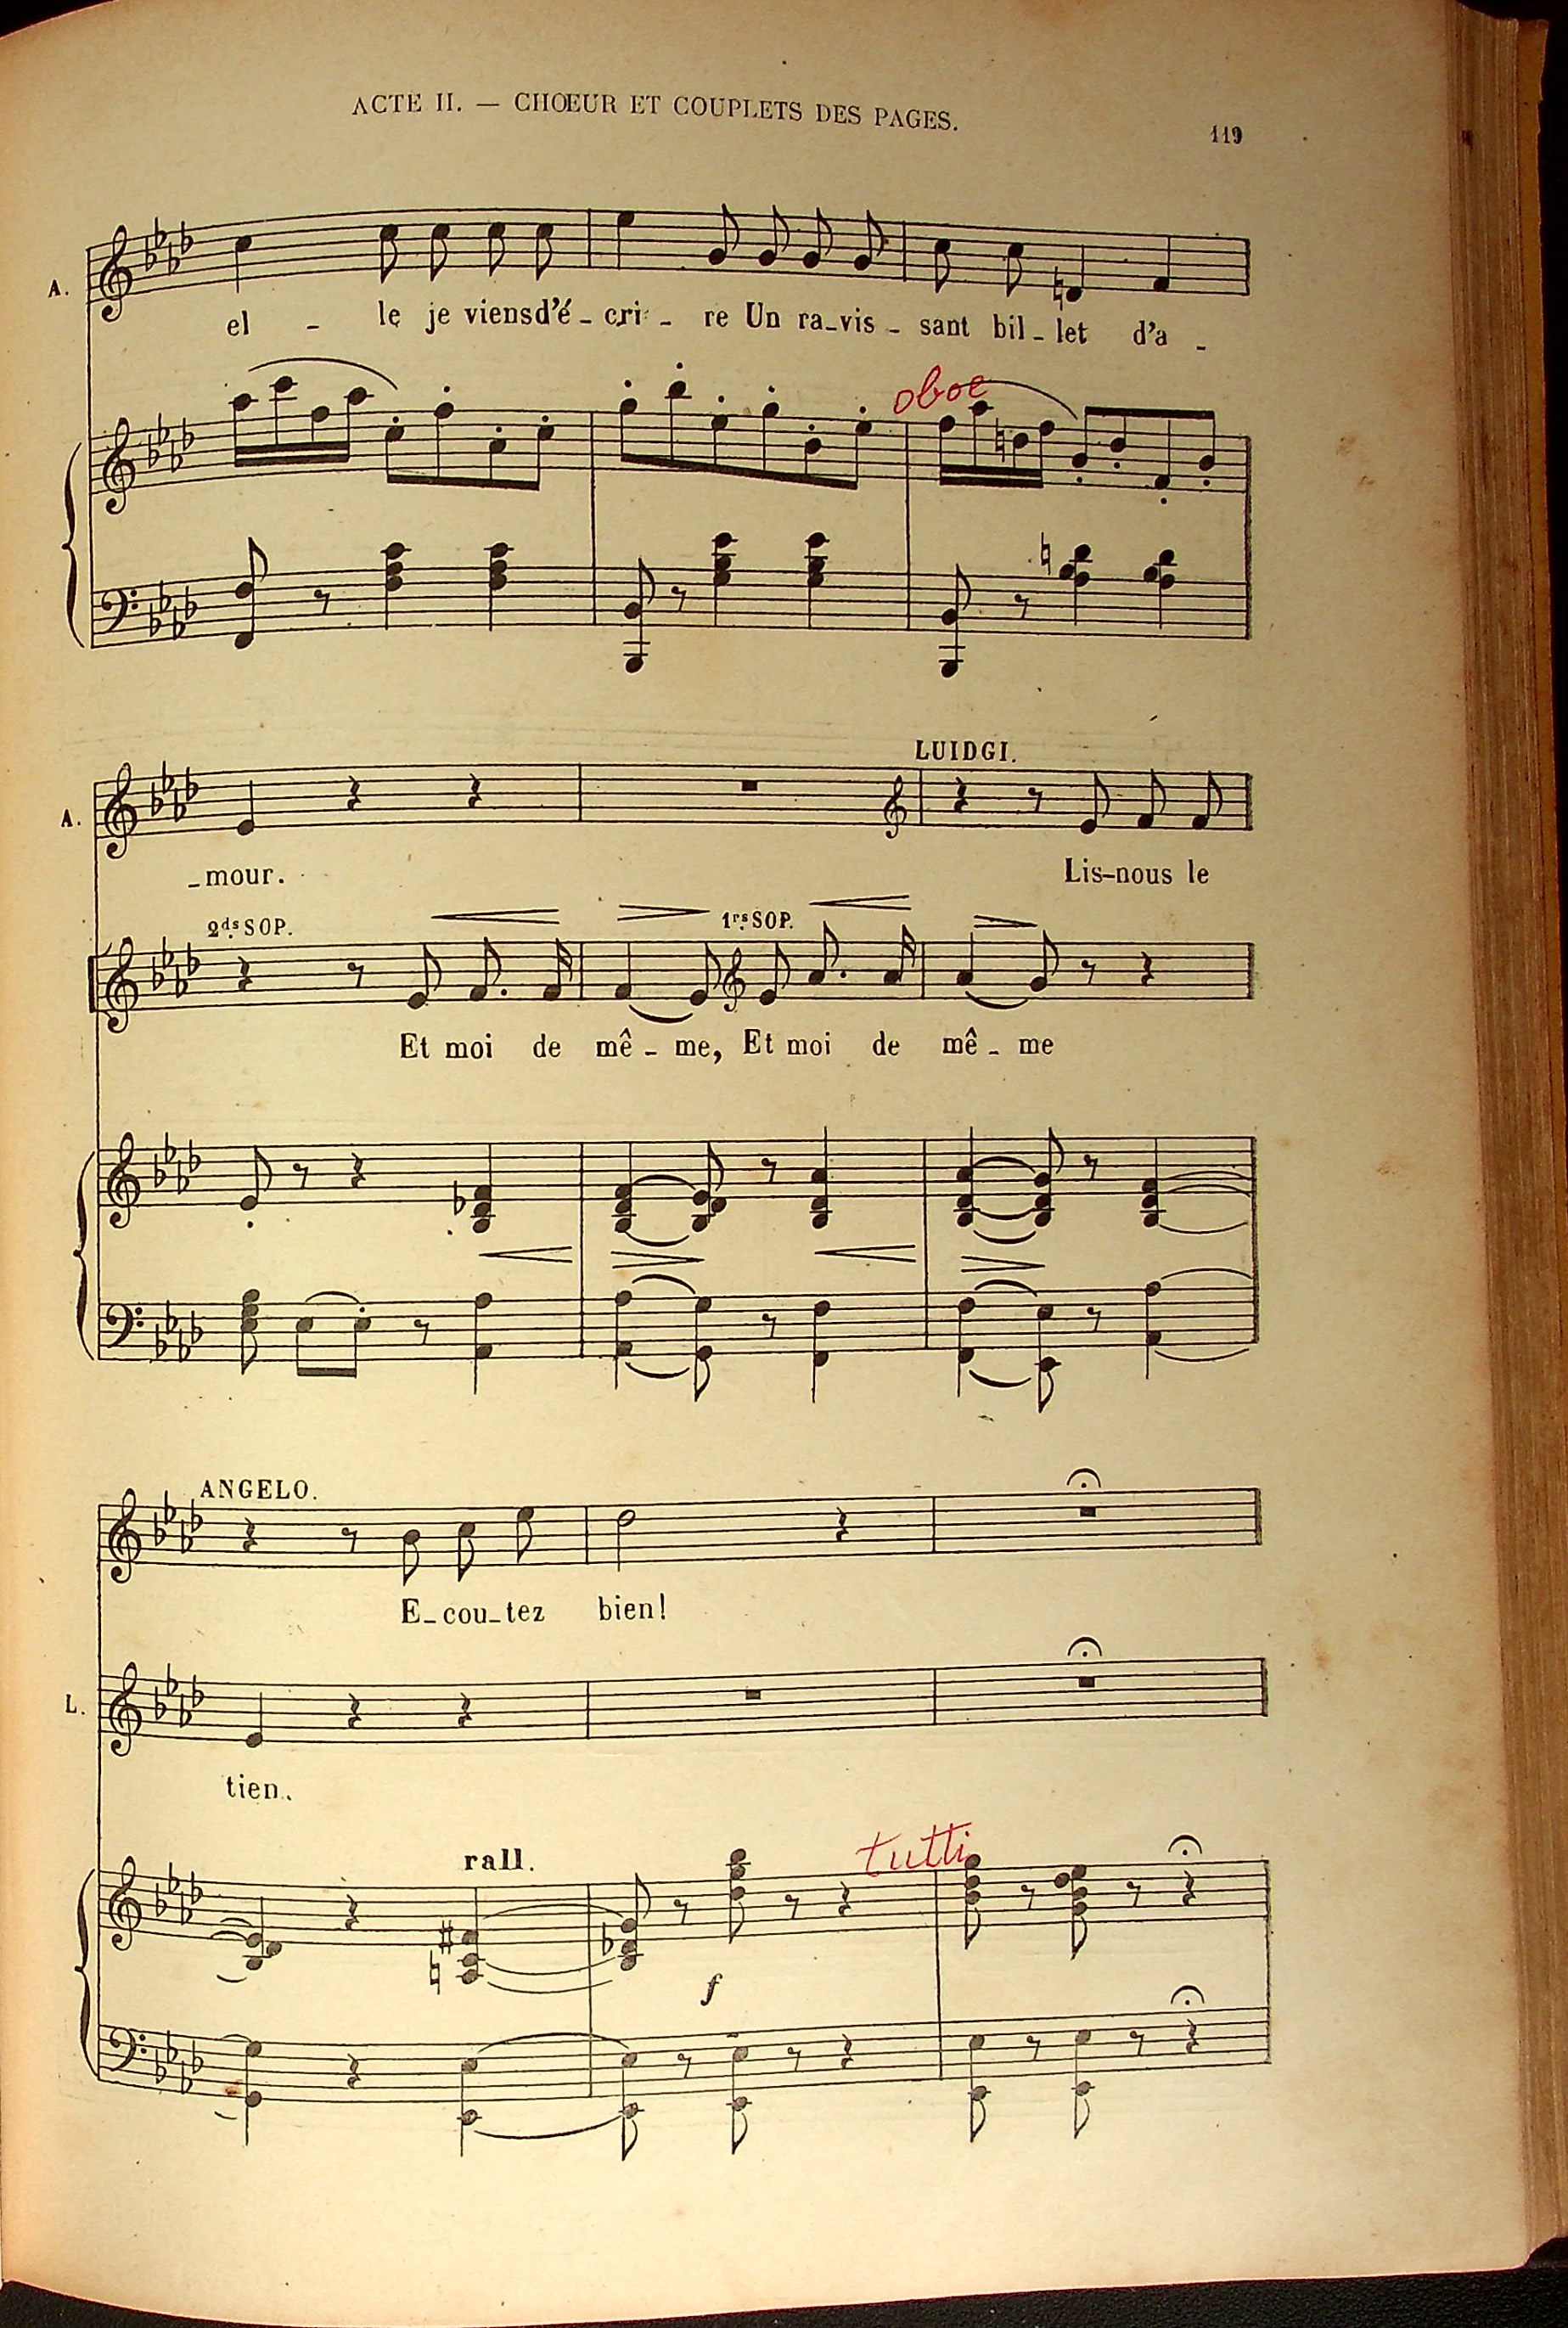 ACTE II. — CHŒUR ET COUPLETS DES PAGES.
119
A.
el - le je viens d'é - cri - re Un ra - vis - sant bil - let d'a -
oboe
LUIDGI.
A.
- mour. Lis-nous le
2ds SOP. 1rs SOP.
Et moi de mê - me, Et moi de mê - me
ANGELO.
E - cou - tez bien!
L.
tien.
rall.
tutti
f